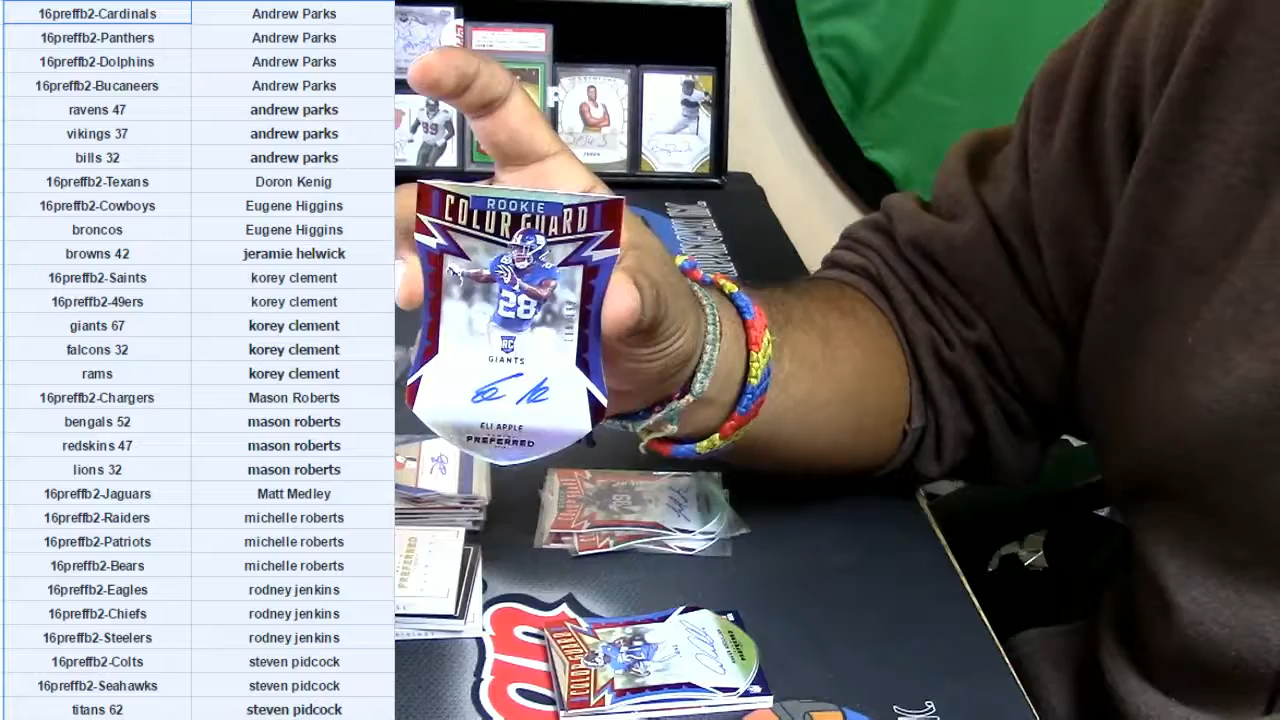 16preffb2-Cardinals Andrew Parks
16preffb2-Panthers Andrew Parks
16preffb2-Dolphins Andrew Parks
16preffb2-Bucaneers Andrew Parks
ravens 47 andrew parks
vikings 37 andrew parks
bills 32 andrew parks
16preffb2-Texans Doron Kenig
16preffb2-Cowboys Eugene Higgins
broncos Eugene Higgins
browns 42 jeramie helwick
16preffb2-Saints korey clement
16preffb2-49ers korey clement
giants 67 korey clement
falcons 32 korey clement
rams korey clement
16preffb2-Chargers Mason Roberts
bengals 52 mason roberts
redskins 47 mason roberts
lions 32 mason roberts
16preffb2-Jaguars Matt Medley
16preffb2-Raiders michelle roberts
16preffb2-Patriots michelle roberts
16preffb2-Bears michelle roberts
16preffb2-Eagles rodney jenkins
16preffb2-Chiefs rodney jenkins
16preffb2-Steelers rodney jenkins
16preffb2-Colts steven pidcock
16preffb2-Seahawks steven pidcock
titans 62 steven pidcock
ROOKIE
COLOR GUARD
28
RC
GIANTS
ELI APPLE
PREFERRED
99
COLOR GUARD
PREFERRED
INC.